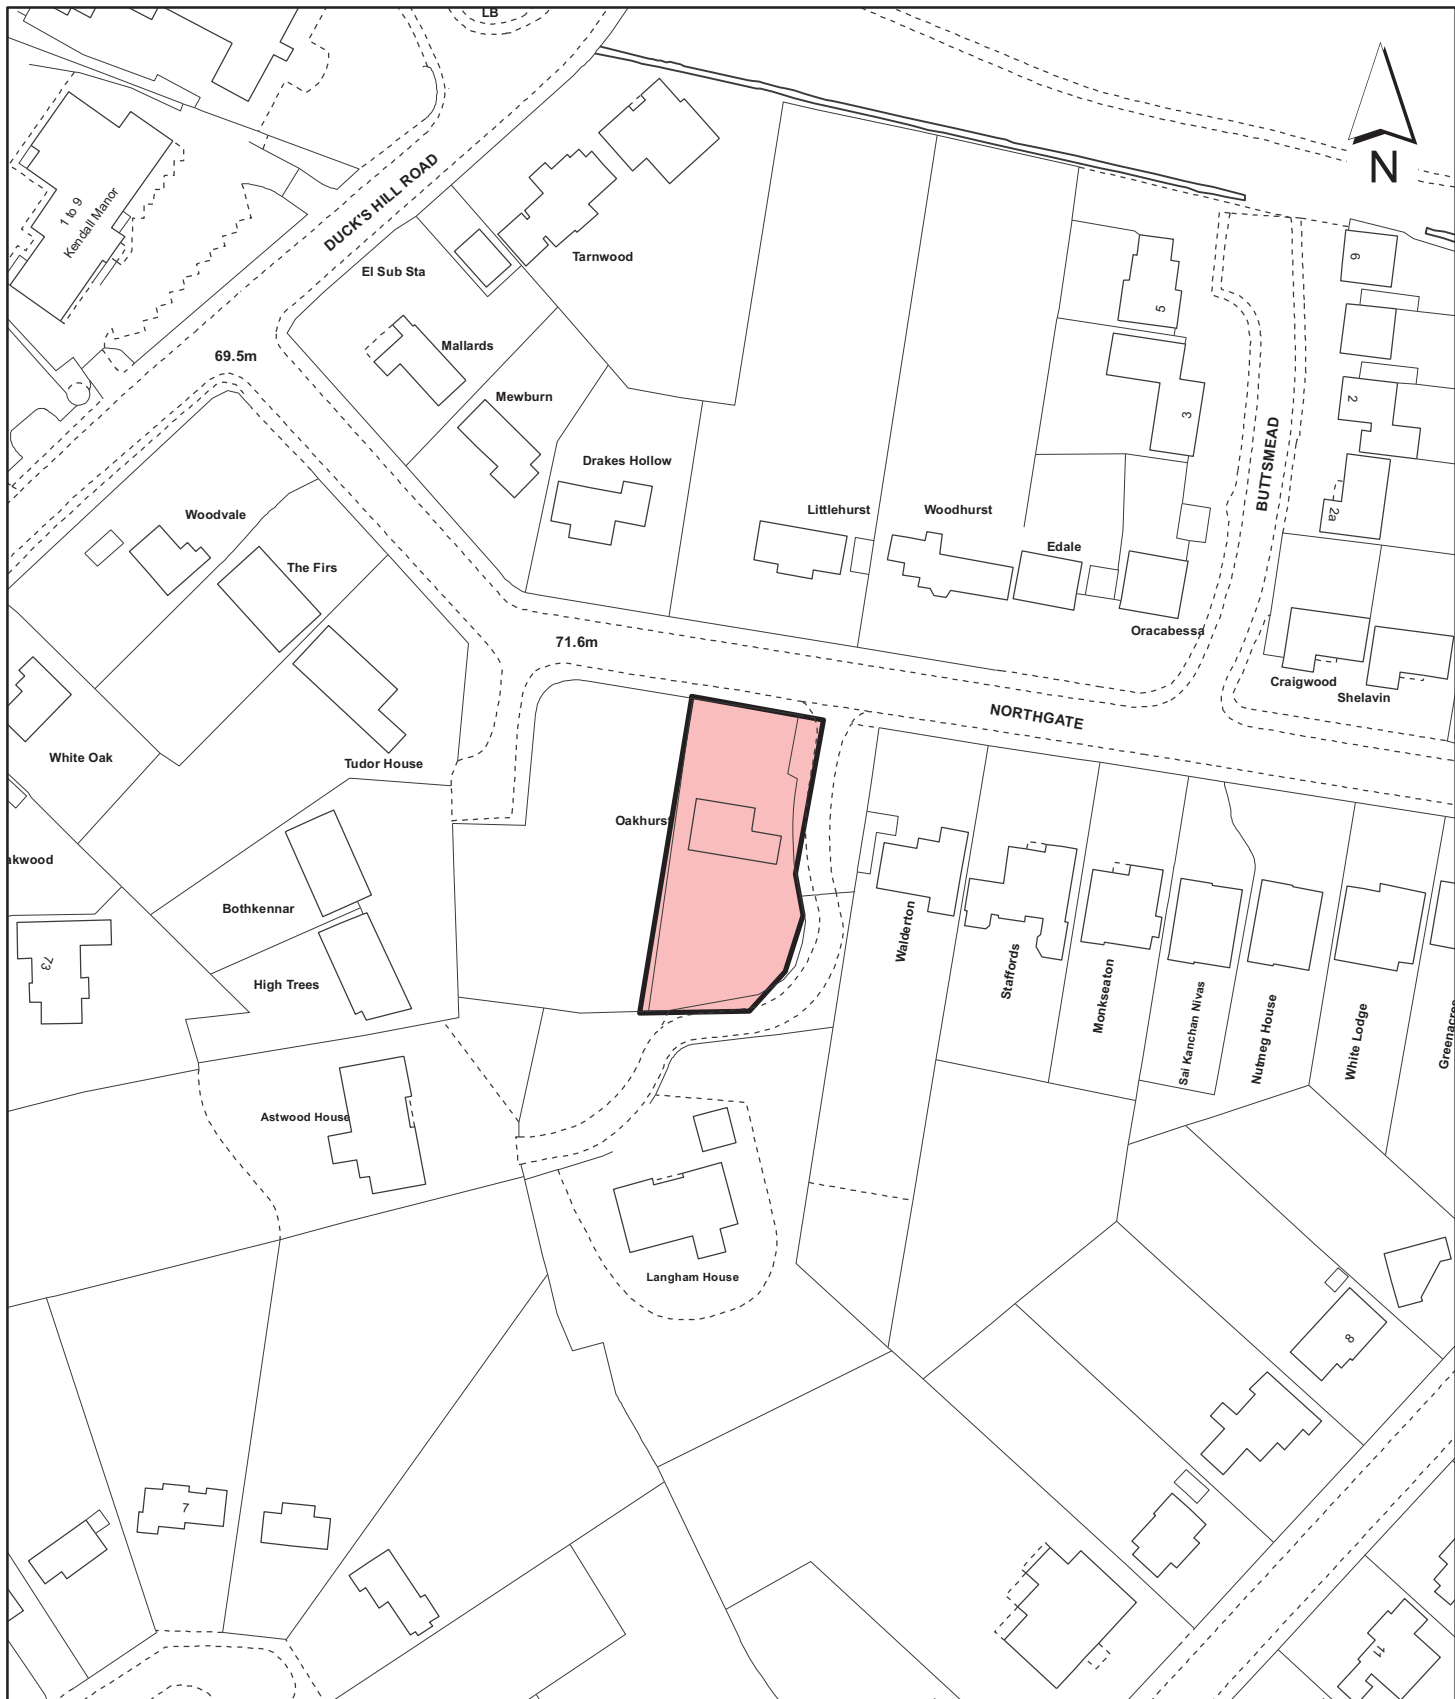 LB
N
DUCK'S HILL ROAD
1 to 9
Kendall Manor
Tarnwood
El Sub Sta
6
5
Mallards
69.5m
Mewburn
2
3
BUTTSMEAD
Drakes Hollow
Littlehurst
Woodhurst
Woodvale
2a
Edale
The Firs
Oracabessa
71.6m
Craigwood
Shelavin
NORTHGATE
White Oak
Tudor House
Oakhurst
akwood
Bothkennar
Walderton
73
Staffords
High Trees
Monkseaton
Sai Kanchan Nivas
Nutmeg House
White Lodge
Greenacres
Astwood House
Langham House
8
7
11